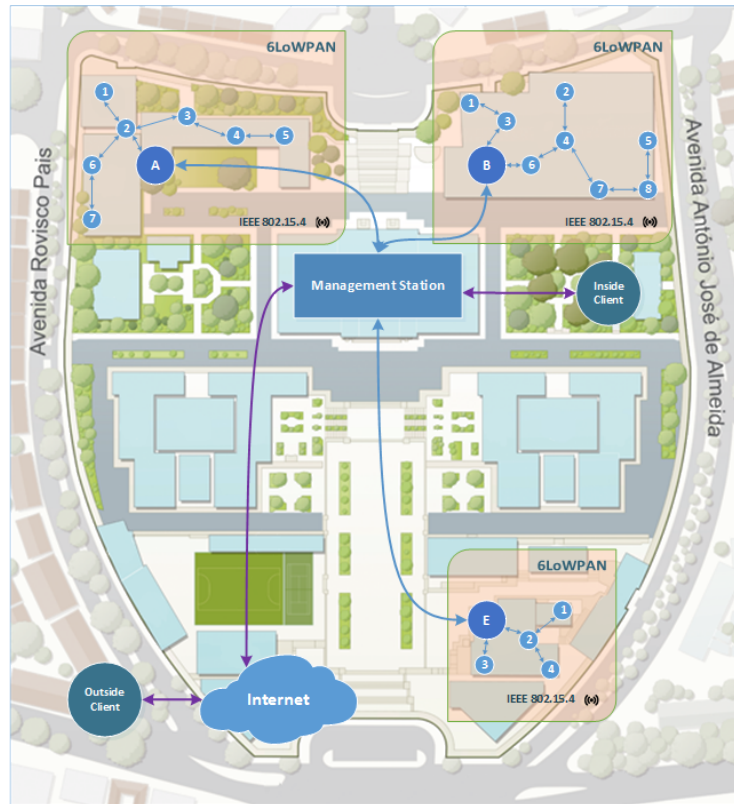 6LoWPAN
1
2
3
4
5
6
7
A
IEEE 802.15.4
6LoWPAN
1
2
3
4
5
6
7
8
B
IEEE 802.15.4
Avenida Rovisco Pais
Avenida António José de Almeida
Management Station
Inside
Client
6LoWPAN
E
1
2
3
4
IEEE 802.15.4
Outside
Client
Internet